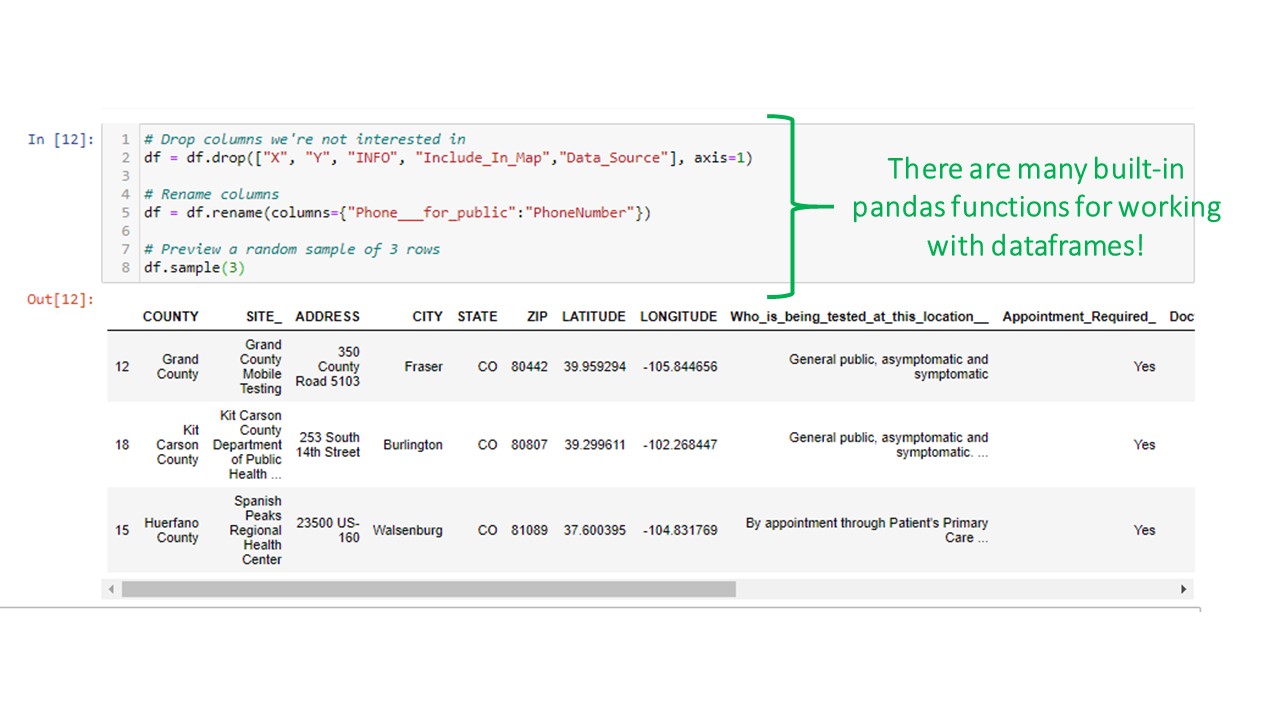 In [12]:
1 # Drop columns we're not interested in
2 df = df.drop(["X", "Y", "INFO", "Include_In_Map","Data_Source"], axis=1)
3
4 # Rename columns
5 df = df.rename(columns={"Phone___for_public":"PhoneNumber"})
6
7 # Preview a random sample of 3 rows
8 df.sample(3)
There are many built-in
pandas functions for working
with dataframes!
Out[12]:
COUNTY SITE_ ADDRESS CITY STATE ZIP LATITUDE LONGITUDE Who_is_being_tested_at_this_location__ Appointment_Required_ Doc
12
Grand
County
Grand
County
Mobile
Testing
350
County
Road 5103
Fraser CO 80442 39.959294 -105.844656
General public, asymptomatic and
symptomatic
Yes
18
Kit
Carson
County
Kit Carson
County
Department
of Public
Health ...
253 South
14th Street
Burlington CO 80807 39.299611 -102.268447
General public, asymptomatic and
symptomatic. ...
Yes
15
Huerfano
County
Spanish
Peaks
Regional
Health
Center
23500 US-
160
Walsenburg CO 81089 37.600395 -104.831769
By appointment through Patient's Primary
Care ...
Yes